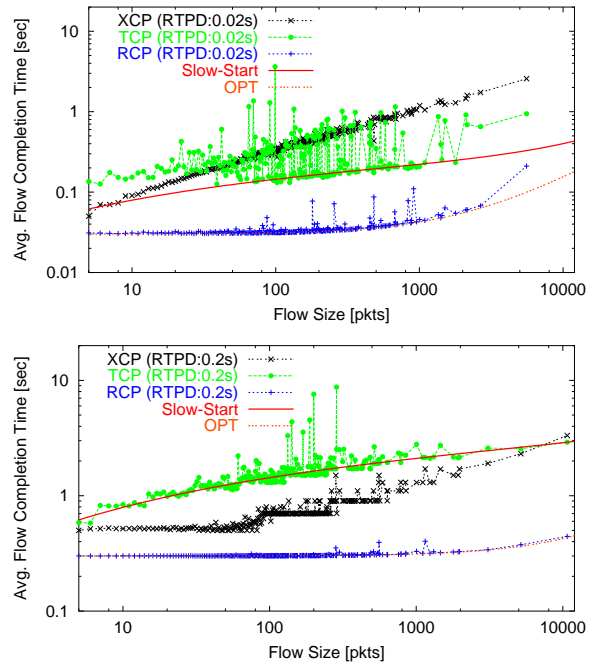 XCP (RTPD:0.02s)
TCP (RTPD:0.02s)
RCP (RTPD:0.02s)
Slow-Start
OPT
Avg. Flow Completion Time [sec]
10
1
0.1
0.01
10
100
1000
10000
Flow Size [pkts]
XCP (RTPD:0.2s)
TCP (RTPD:0.2s)
RCP (RTPD:0.2s)
Slow-Start
OPT
Avg. Flow Completion Time [sec]
10
1
0.1
10
100
1000
10000
Flow Size [pkts]